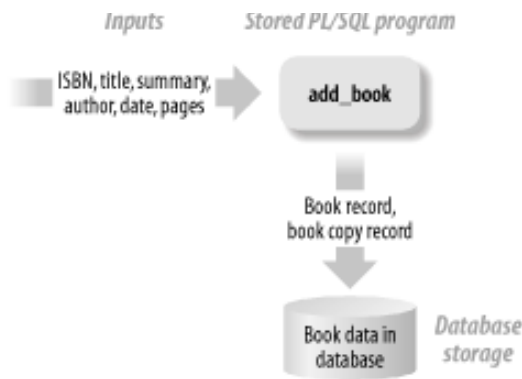 Inputs
Stored PL/SQL program
ISBN, title, summary,
author, date, pages
add_book
Book record,
book copy record
Book data in
database
Database
storage